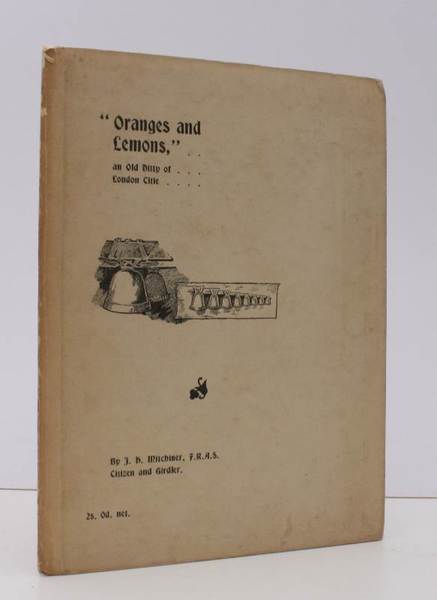 “Oranges and
Lemons,” . .
an Old Ditty of . . .
London Citie . . . .
By J. H. Mitchiner, F.R.A.S.
Citizen and Girdler.
2s. 0d. net.